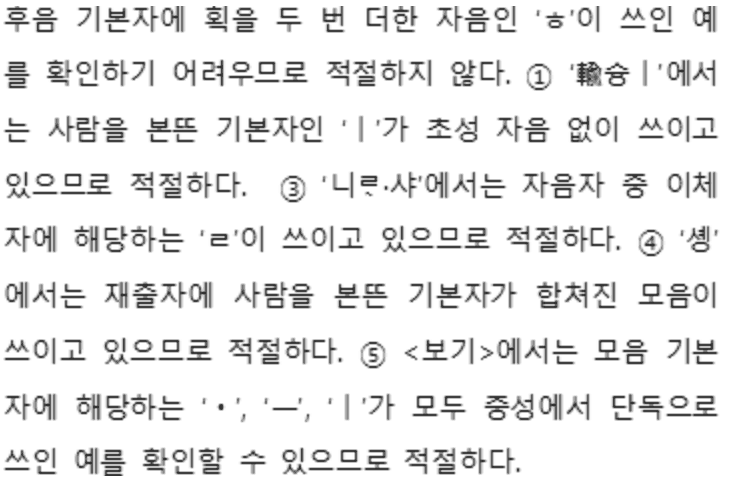 후음 기본자에 획을 두 번 더한 자음인 ‘ㅎ’이 쓰인 예
를 확인하기 어려우므로 적절하지 않다. ① ‘輸슝ㅣ’에서
는 사람을 본뜬 기본자인 ‘ㅣ’가 초성 자음 없이 쓰이고
있으므로 적절하다. ③ ‘니르·샤’에서는 자음자 중 이체
자에 해당하는 ‘ㄹ’이 쓰이고 있으므로 적절하다. ④ ‘솅’
에서는 재출자에 사람을 본뜬 기본자가 합쳐진 모음이
쓰이고 있으므로 적절하다. ⑤ <보기>에서는 모음 기본
자에 해당하는 ‘•’, ‘ㅡ’, ‘ㅣ’가 모두 중성에서 단독으로
쓰인 예를 확인할 수 있으므로 적절하다.